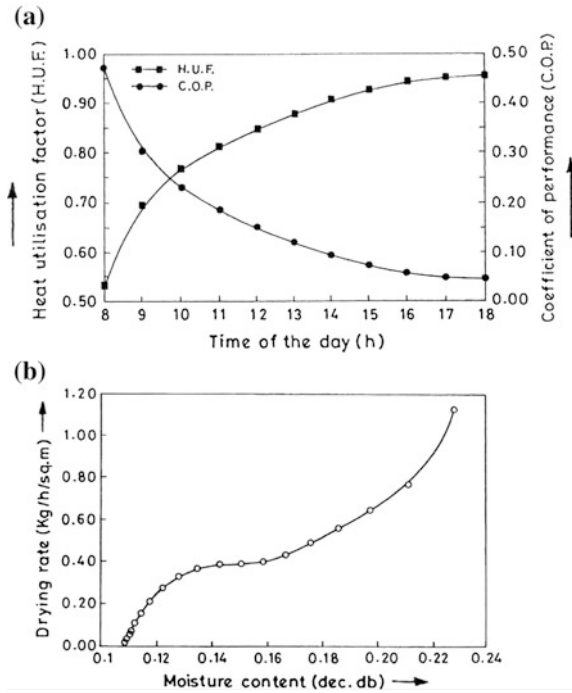 (a)
Heat utilisation factor (H.U.F.)
1.00
0.90
0.80
0.70
0.60
0.50
H.U.F.
C.O.P.
0.50
0.40
0.30
0.20
0.10
0.00
Coefficient of performance (C.O.P.)
8 9 10 11 12 13 14 15 16 17 18
Time of the day (h)
(b)
Drying rate (Kg/h/sq.m)
1.20
1.00
0.80
0.60
0.40
0.20
0.00
0.1 0.12 0.14 0.16 0.18 0.20 0.22 0.24
Moisture content (dec. db)